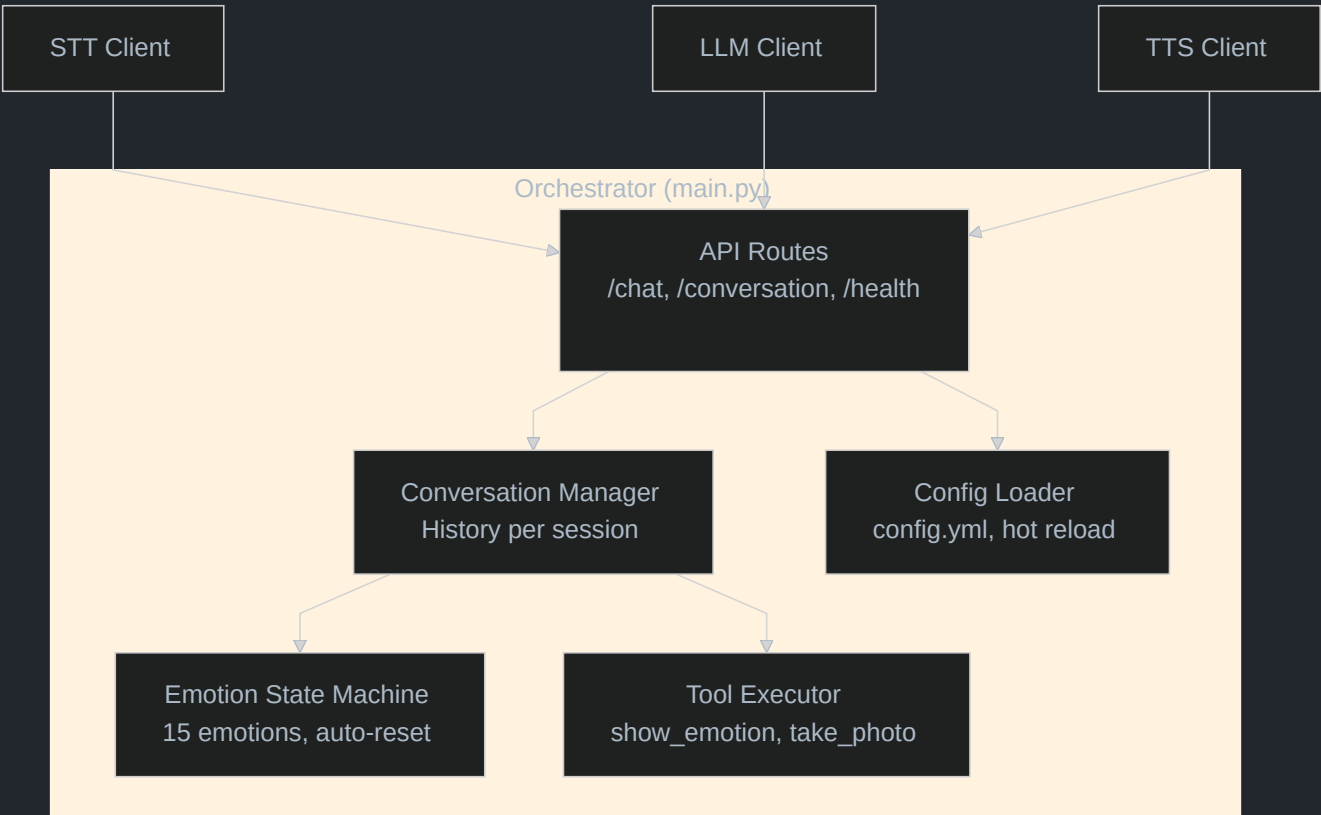 STT Client
LLM Client
TTS Client
Orchestrator (main.py)
API Routes
/chat, /conversation, /health
Conversation Manager
History per session
Config Loader
config.yml, hot reload
Emotion State Machine
15 emotions, auto-reset
Tool Executor
show_emotion, take_photo